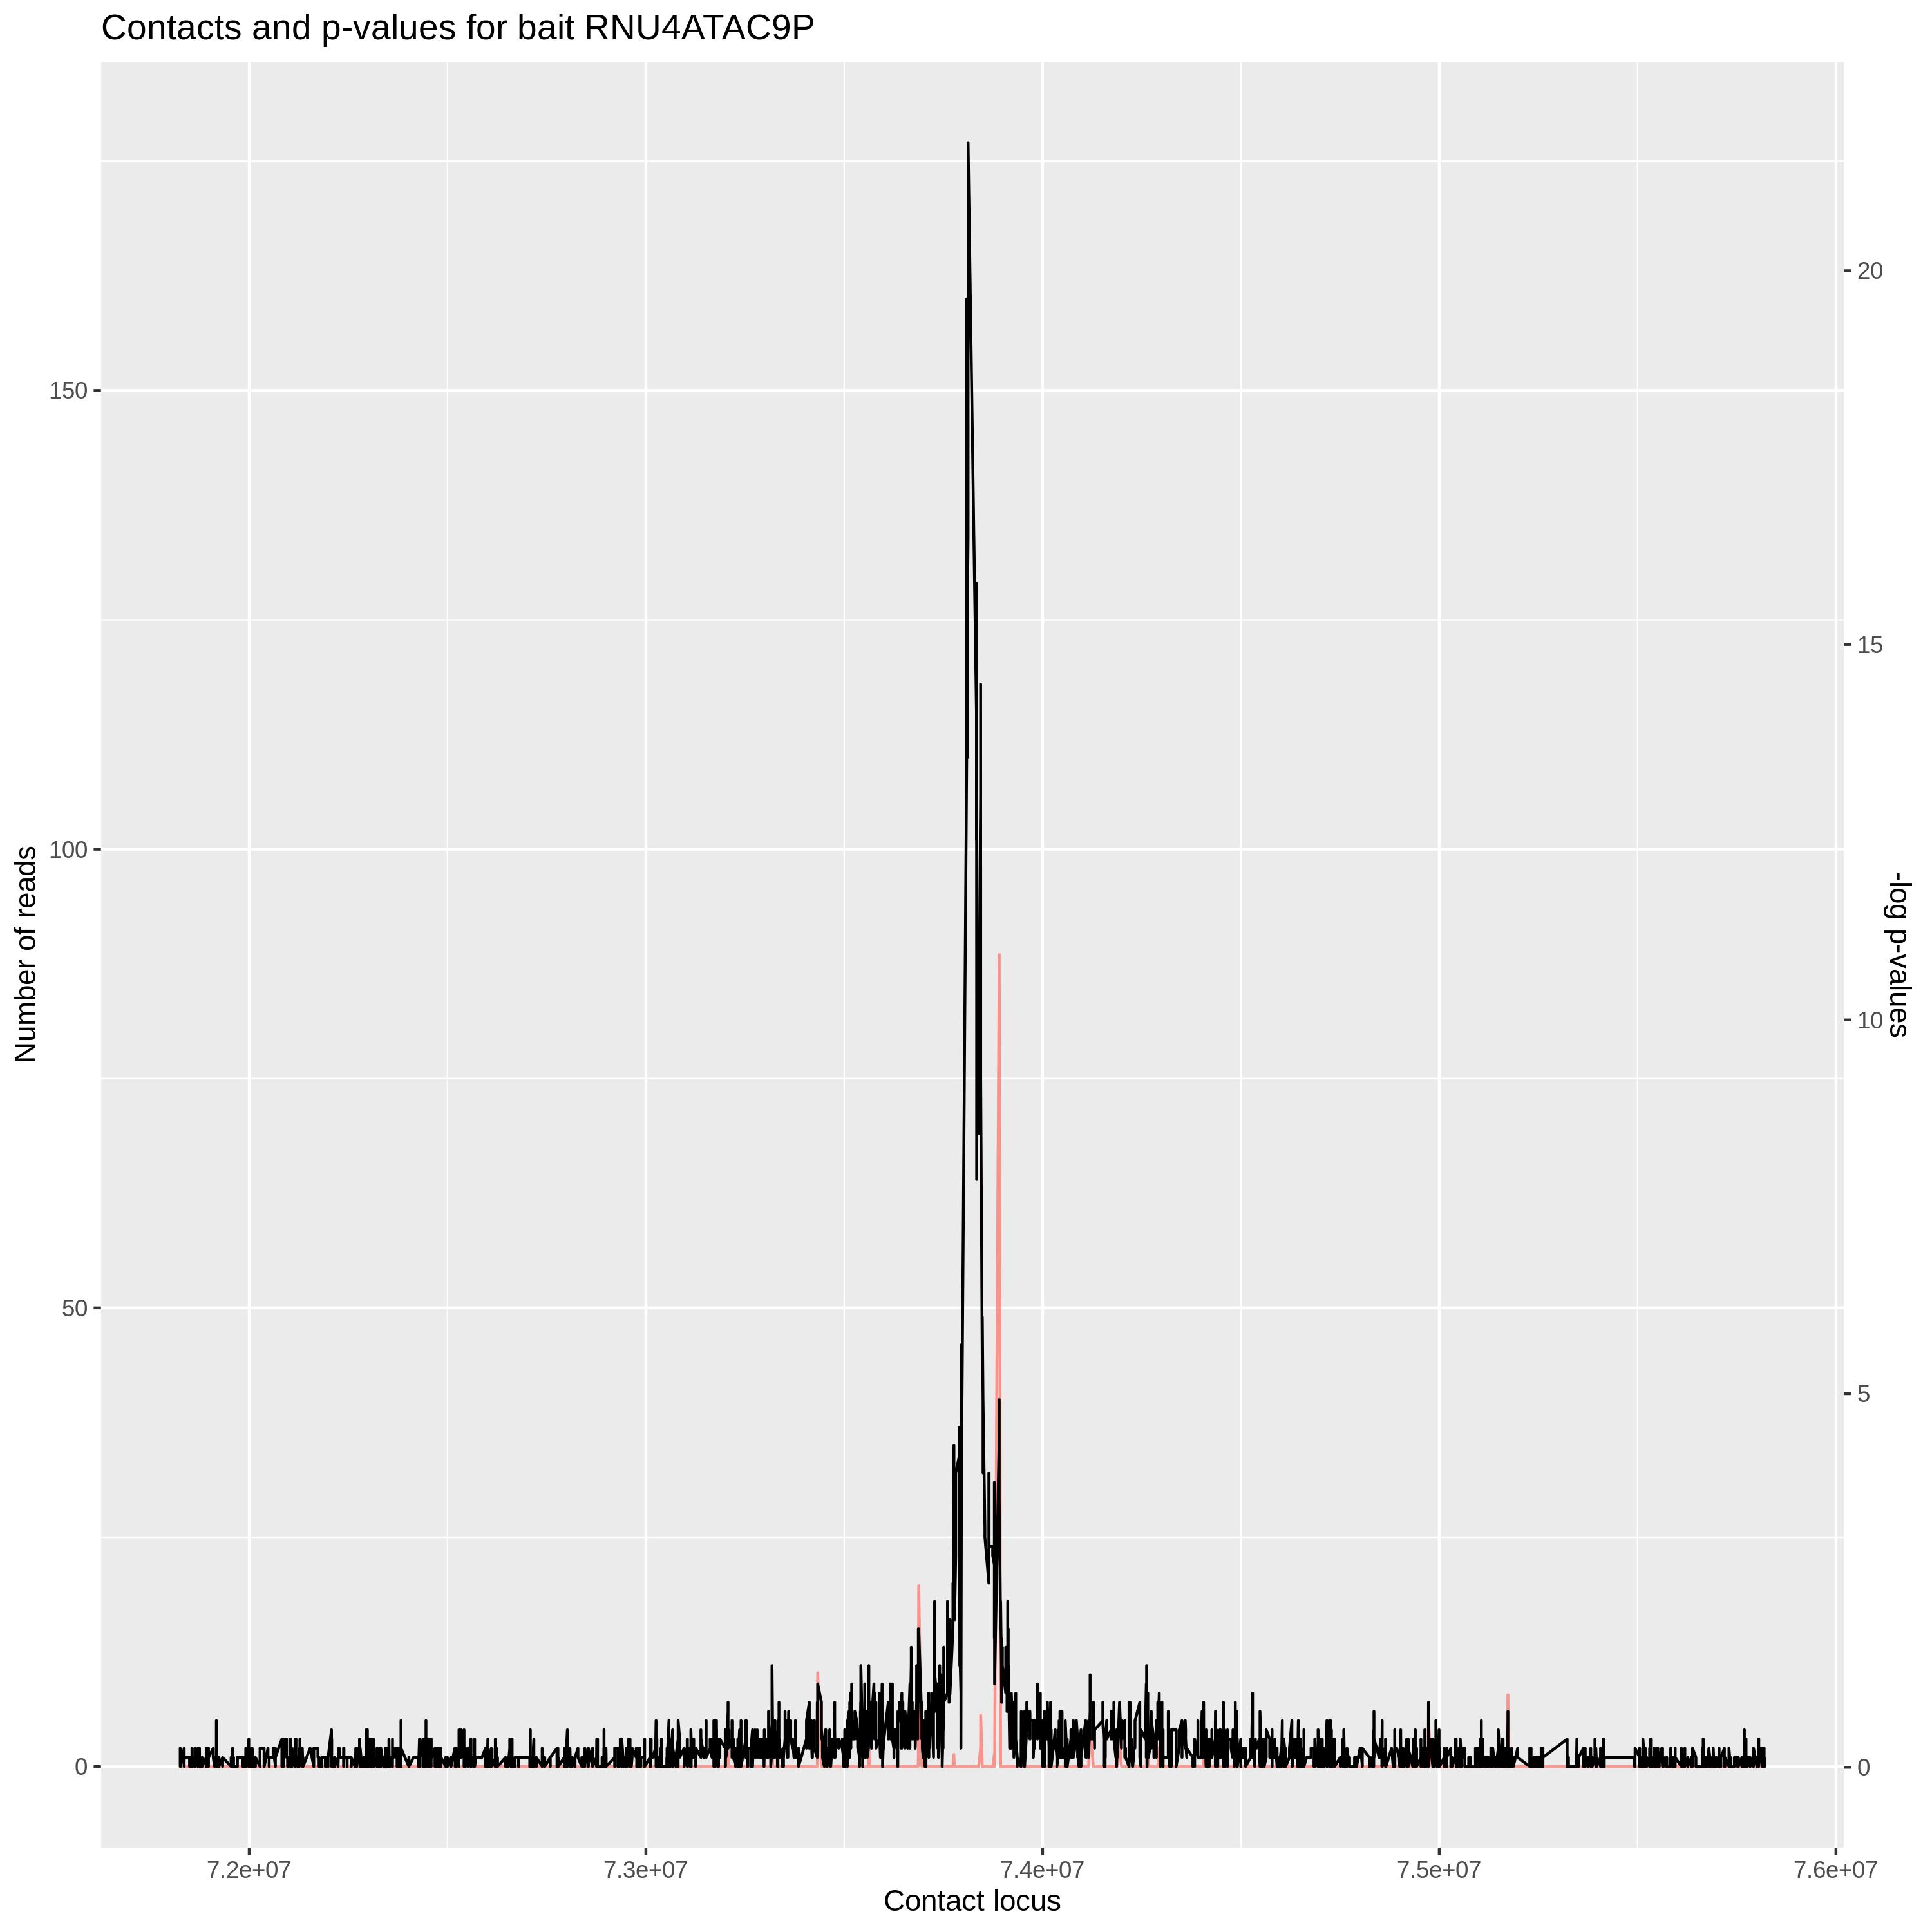 Contacts and p-values for bait RNU4ATAC9P
150
100
50
0
Number of reads
20
15
10
5
0
-log p-values
7.2e+07
7.3e+07
7.4e+07
7.5e+07
7.6e+07
Contact locus